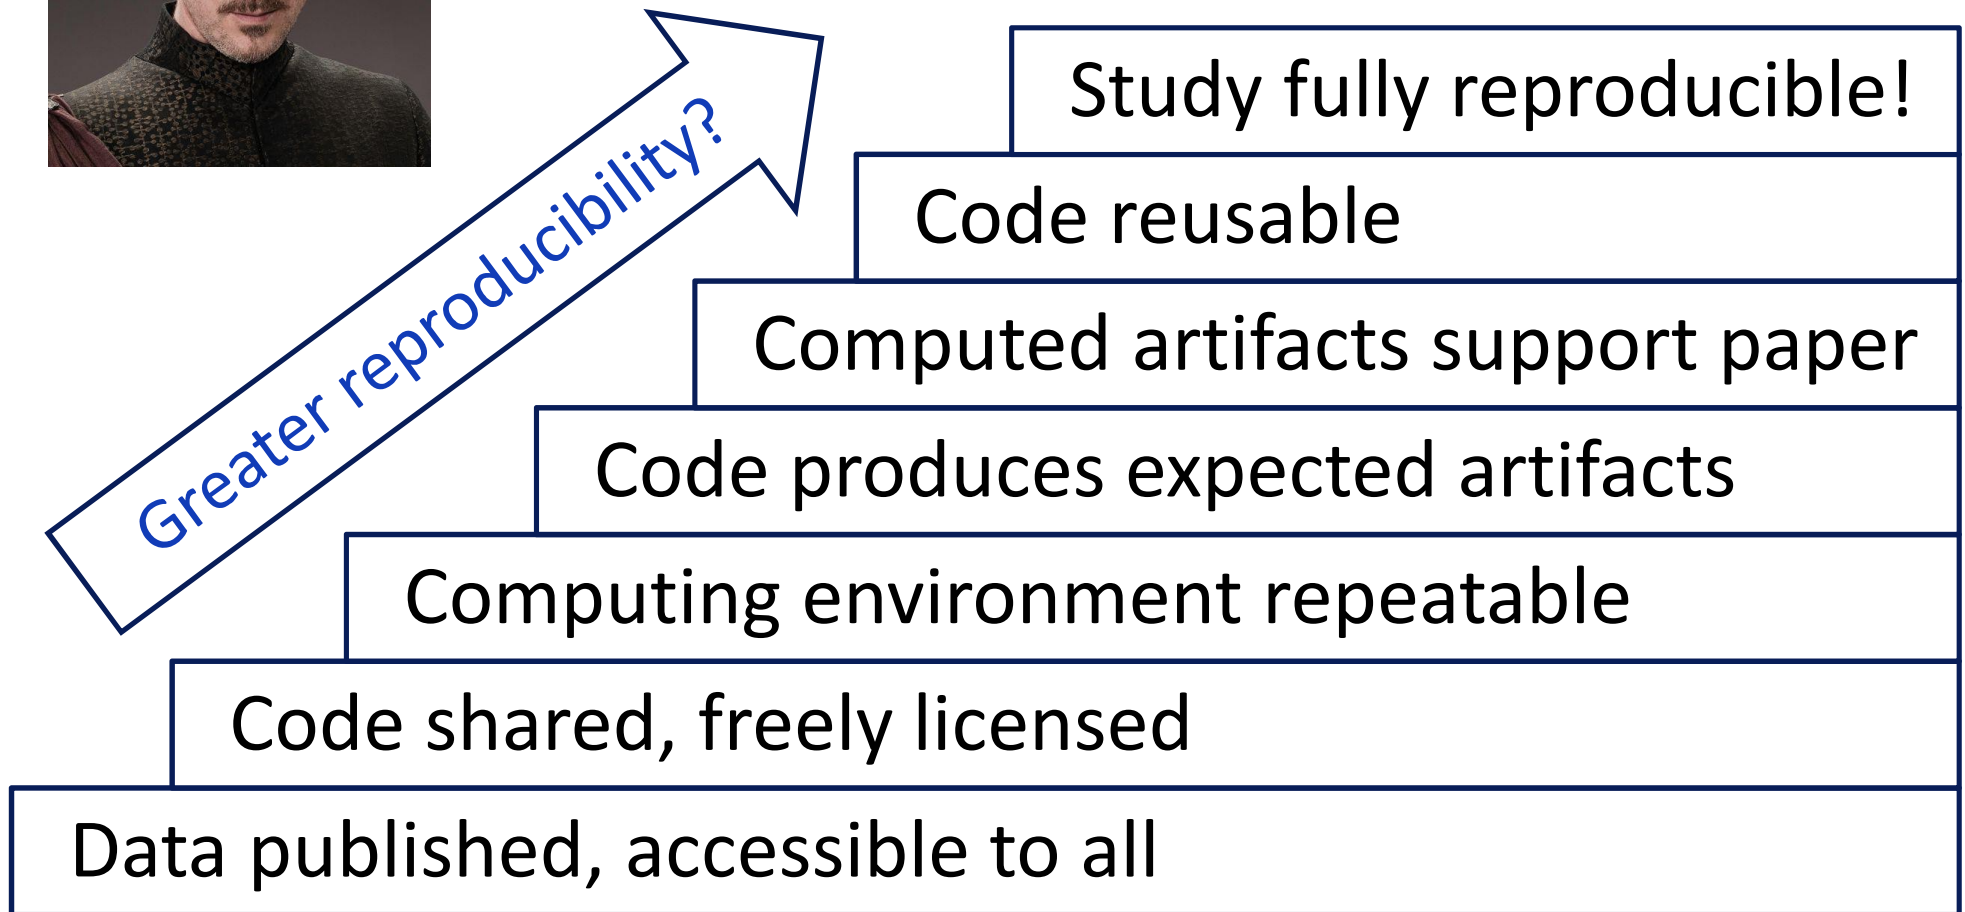 Greater reproducibility?
Study fully reproducible!
Code reusable
Computed artifacts support paper
Code produces expected artifacts
Computing environment repeatable
Code shared, freely licensed
Data published, accessible to all